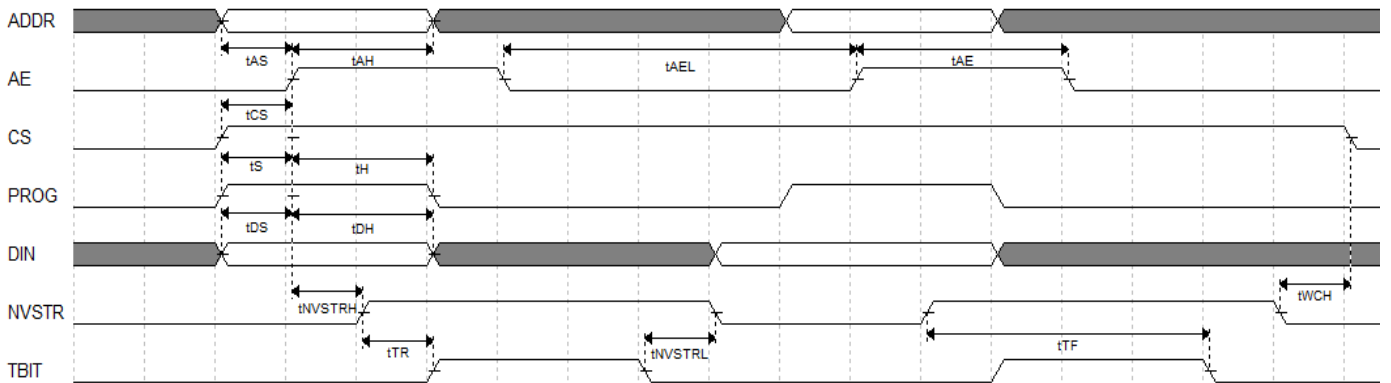 ADDR
tAS
tAH
tAEL
tAE
AE
tCS
CS
tS
tH
PROG
tDS
tDH
DIN
tNVSTRH
tWCH
NVSTR
tTR
tNVSTRL
tTF
TBIT